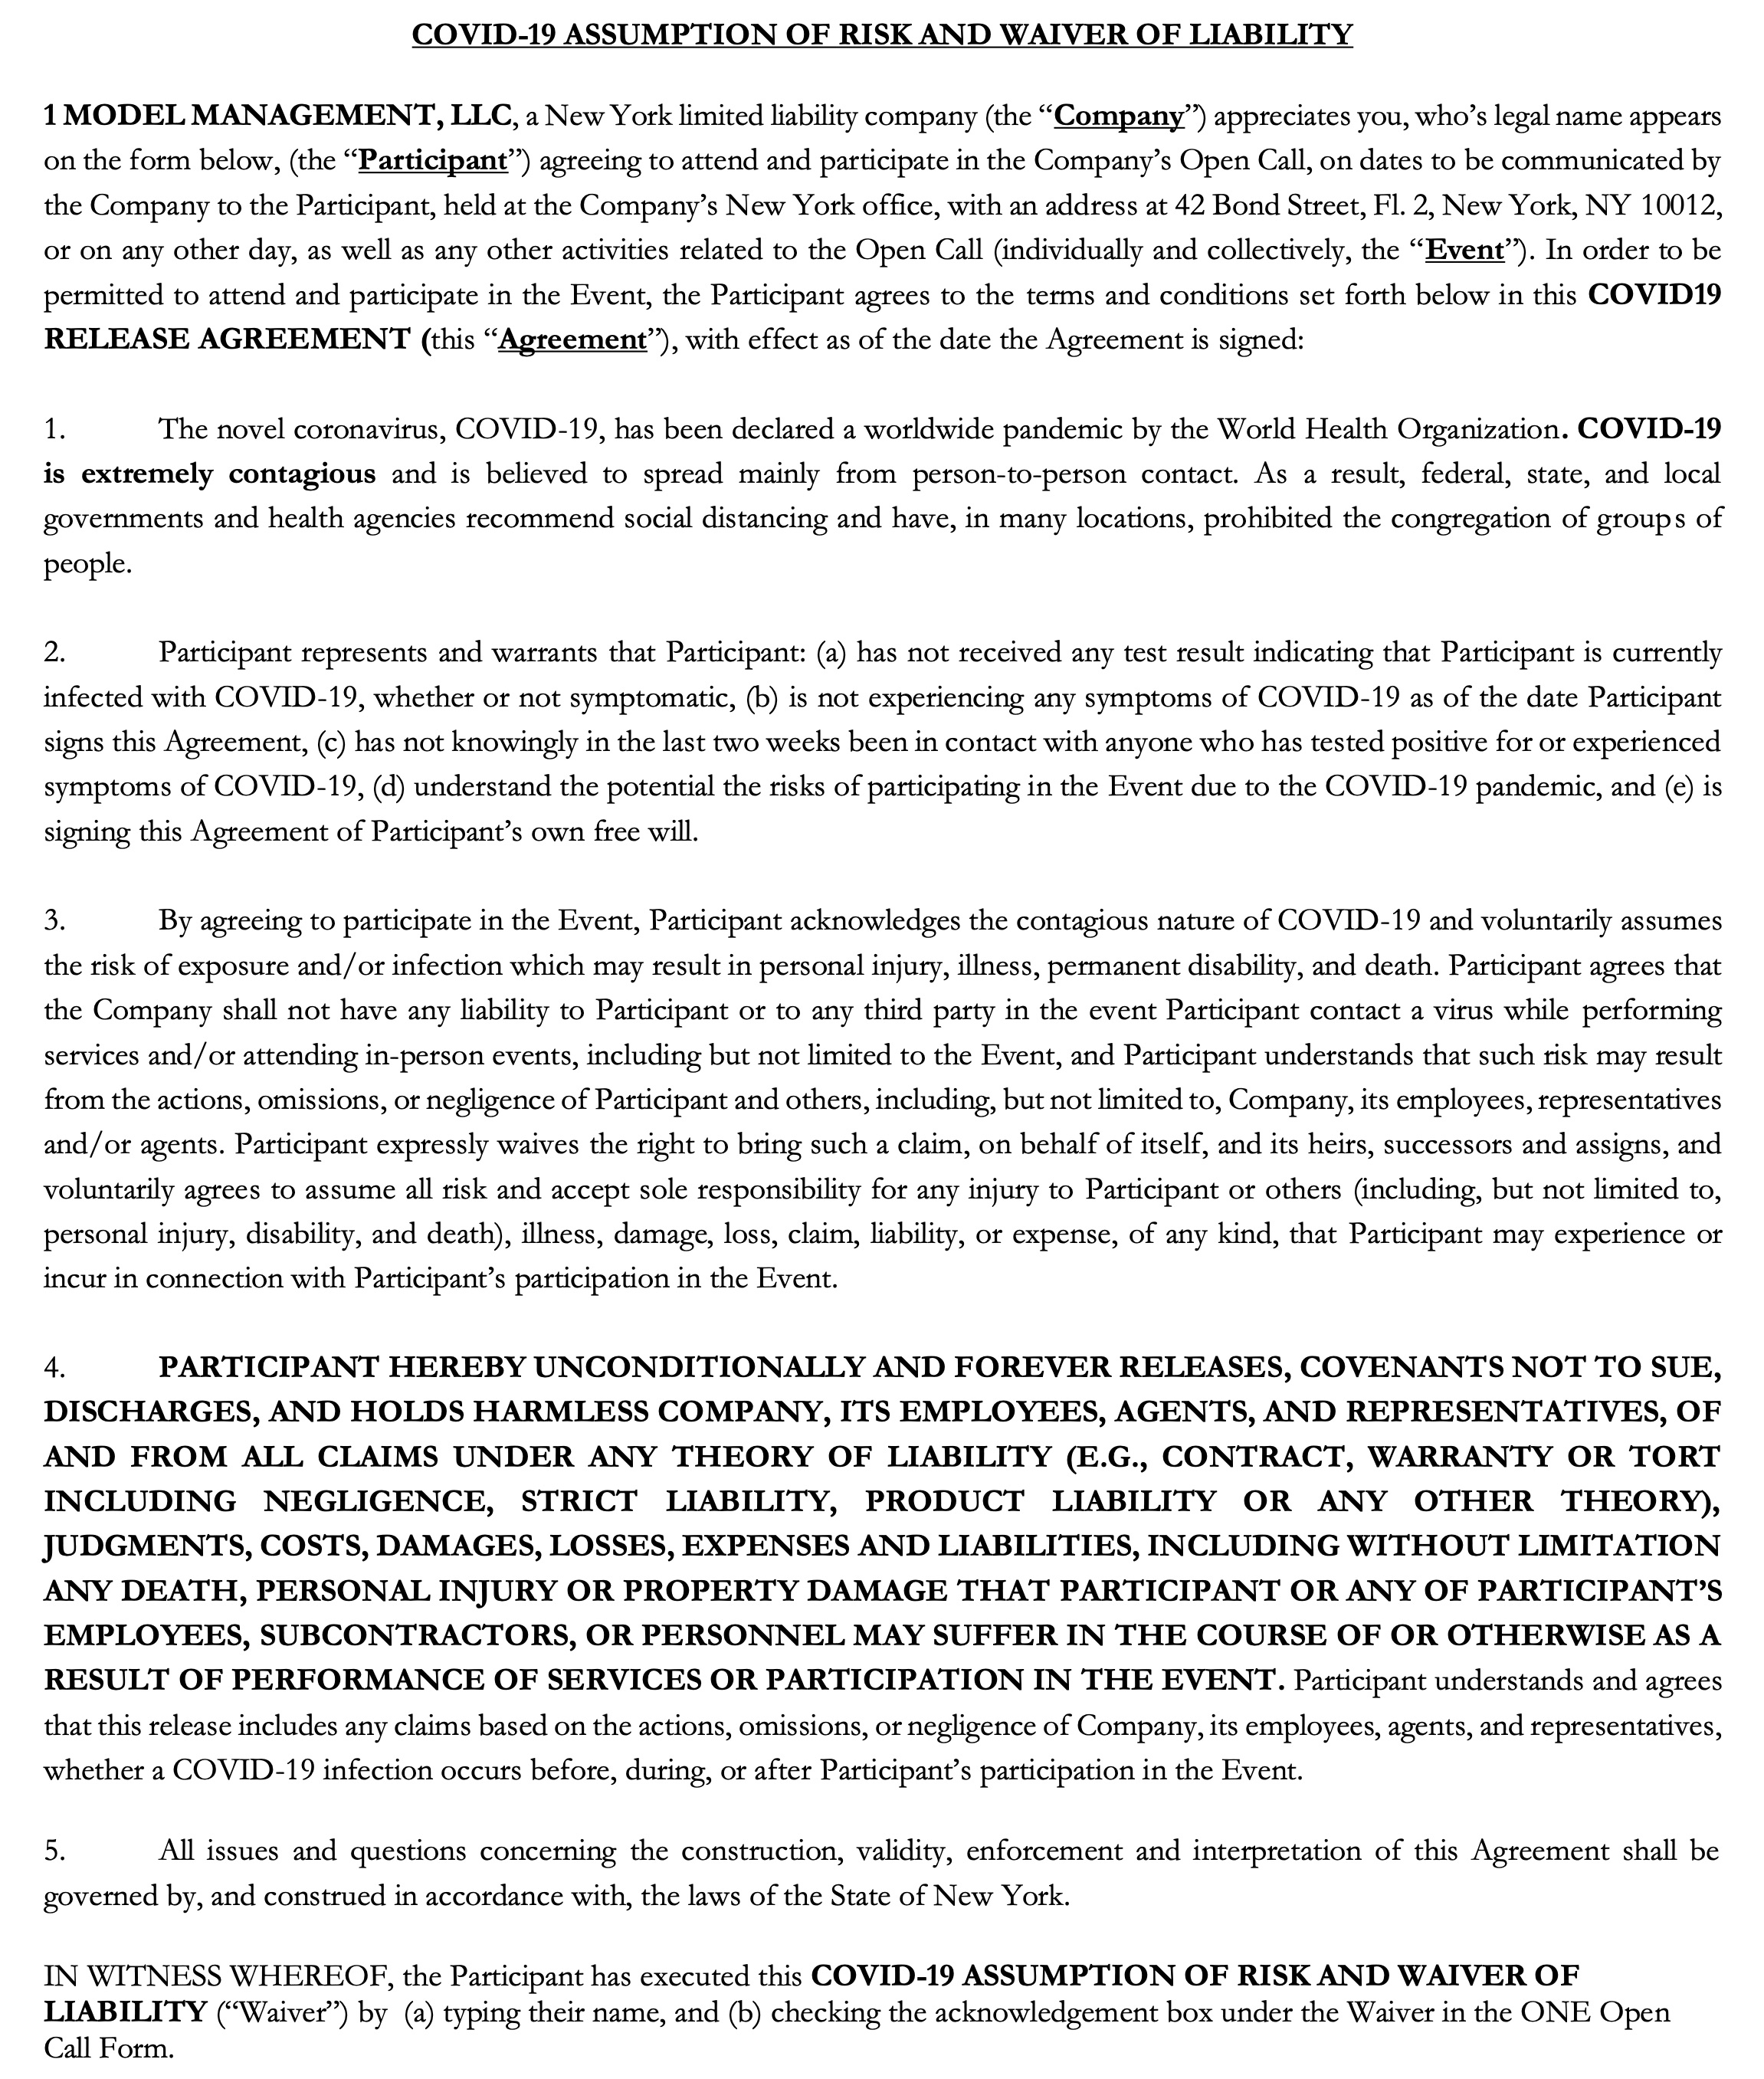 COVID-19 ASSUMPTION OF RISK AND WAIVER OF LIABILITY
1 MODEL MANAGEMENT, LLC, a New York limited liability company (the “Company”) appreciates you, who’s legal name appears
on the form below, (the “Participant”) agreeing to attend and participate in the Company’s Open Call, on dates to be communicated by
the Company to the Participant, held at the Company’s New York office, with an address at 42 Bond Street, Fl. 2, New York, NY 10012,
or on any other day, as well as any other activities related to the Open Call (individually and collectively, the “Event”). In order to be
permitted to attend and participate in the Event, the Participant agrees to the terms and conditions set forth below in this COVID19
RELEASE AGREEMENT (this “Agreement”), with effect as of the date the Agreement is signed:
1. The novel coronavirus, COVID-19, has been declared a worldwide pandemic by the World Health Organization. COVID-19
is extremely contagious and is believed to spread mainly from person-to-person contact. As a result, federal, state, and local
governments and health agencies recommend social distancing and have, in many locations, prohibited the congregation of groups of
people.
2. Participant represents and warrants that Participant: (a) has not received any test result indicating that Participant is currently
infected with COVID-19, whether or not symptomatic, (b) is not experiencing any symptoms of COVID-19 as of the date Participant
signs this Agreement, (c) has not knowingly in the last two weeks been in contact with anyone who has tested positive for or experienced
symptoms of COVID-19, (d) understand the potential the risks of participating in the Event due to the COVID-19 pandemic, and (e) is
signing this Agreement of Participant’s own free will.
3. By agreeing to participate in the Event, Participant acknowledges the contagious nature of COVID-19 and voluntarily assumes
the risk of exposure and/or infection which may result in personal injury, illness, permanent disability, and death. Participant agrees that
the Company shall not have any liability to Participant or to any third party in the event Participant contact a virus while performing
services and/or attending in-person events, including but not limited to the Event, and Participant understands that such risk may result
from the actions, omissions, or negligence of Participant and others, including, but not limited to, Company, its employees, representatives
and/or agents. Participant expressly waives the right to bring such a claim, on behalf of itself, and its heirs, successors and assigns, and
voluntarily agrees to assume all risk and accept sole responsibility for any injury to Participant or others (including, but not limited to,
personal injury, disability, and death), illness, damage, loss, claim, liability, or expense, of any kind, that Participant may experience or
incur in connection with Participant’s participation in the Event.
4. PARTICIPANT HEREBY UNCONDITIONALLY AND FOREVER RELEASES, COVENANTS NOT TO SUE,
DISCHARGES, AND HOLDS HARMLESS COMPANY, ITS EMPLOYEES, AGENTS, AND REPRESENTATIVES, OF
AND FROM ALL CLAIMS UNDER ANY THEORY OF LIABILITY (E.G., CONTRACT, WARRANTY OR TORT
INCLUDING NEGLIGENCE, STRICT LIABILITY, PRODUCT LIABILITY OR ANY OTHER THEORY),
JUDGMENTS, COSTS, DAMAGES, LOSSES, EXPENSES AND LIABILITIES, INCLUDING WITHOUT LIMITATION
ANY DEATH, PERSONAL INJURY OR PROPERTY DAMAGE THAT PARTICIPANT OR ANY OF PARTICIPANT’S
EMPLOYEES, SUBCONTRACTORS, OR PERSONNEL MAY SUFFER IN THE COURSE OF OR OTHERWISE AS A
RESULT OF PERFORMANCE OF SERVICES OR PARTICIPATION IN THE EVENT. Participant understands and agrees
that this release includes any claims based on the actions, omissions, or negligence of Company, its employees, agents, and representatives,
whether a COVID-19 infection occurs before, during, or after Participant’s participation in the Event.
5. All issues and questions concerning the construction, validity, enforcement and interpretation of this Agreement shall be
governed by, and construed in accordance with, the laws of the State of New York.
IN WITNESS WHEREOF, the Participant has executed this COVID-19 ASSUMPTION OF RISK AND WAIVER OF
LIABILITY (“Waiver”) by (a) typing their name, and (b) checking the acknowledgement box under the Waiver in the ONE Open
Call Form.